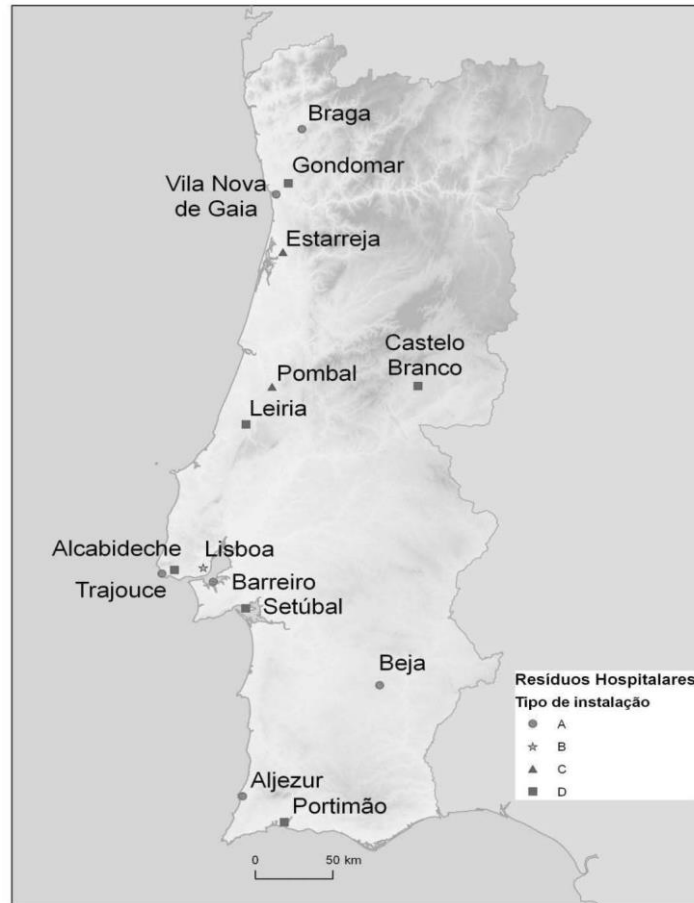 Braga
Gondomar
Vila Nova
de Gaia
Estarreja
Castelo
Branco
Pombal
Leiria
Alcabideche
Lisboa
Trajouce
Barreiro
Setúbal
Beja
Resíduos Hospitalares
Tipo de instalação
A
B
C
D
Aljezur
Portimão
0 50 km